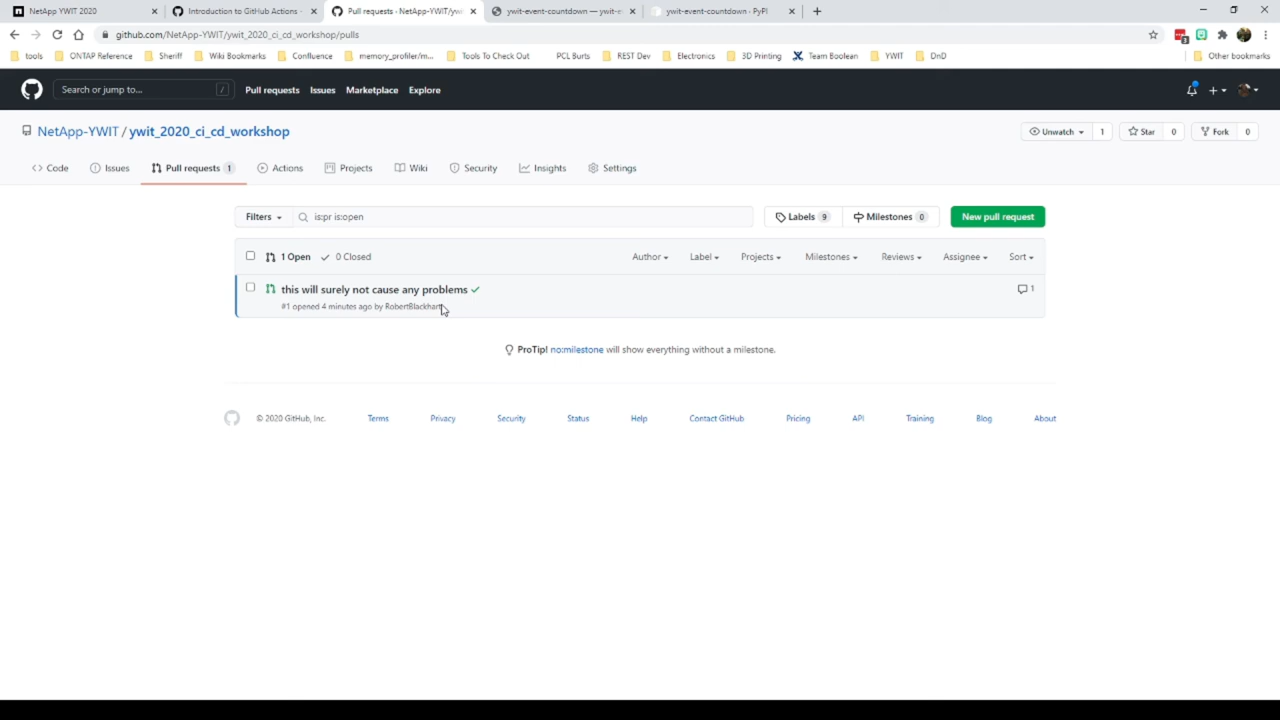 NetApp YWIT 2020
Introduction to GitHub Actions -
Pull requests - NetApp-YWIT/ywi
ywit-event-countdown — ywit-e
ywit-event-countdown · PyPI
github.com/NetApp-YWIT/ywit_2020_ci_cd_workshop/pulls
3
tools ONTAP Reference Sheriff Wiki Bookmarks Confluence memory_profiler/m... Tools To Check Out PCL Burts REST Dev Electronics 3D Printing Team Boolean YWIT DnD Other bookmarks
Search or jump to... / Pull requests Issues Marketplace Explore
NetApp-YWIT / ywit_2020_ci_cd_workshop Unwatch 1 Star 0 Fork 0
Code Issues Pull requests 1 Actions Projects Wiki Security Insights Settings
Filters is:pr is:open Labels 9 Milestones 0 New pull request
1 Open 0 Closed Author Label Projects Milestones Reviews Assignee Sort
this will surely not cause any problems 1
#1 opened 4 minutes ago by RobertBlackhart
ProTip! no:milestone will show everything without a milestone.
© 2020 GitHub, Inc. Terms Privacy Security Status Help Contact GitHub Pricing API Training Blog About